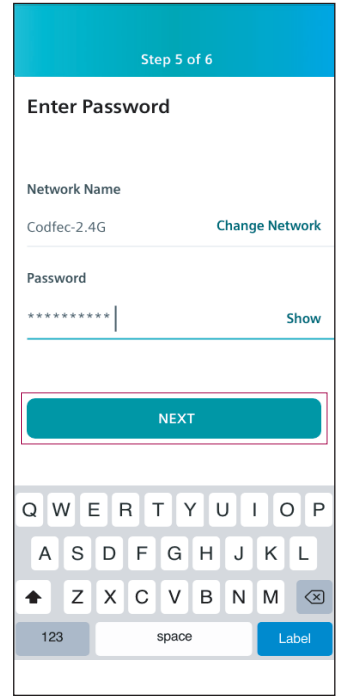 Step 5 of 6
Enter Password
Network Name
Codfec-2.4G Change Network
Password
********** Show
NEXT
Q W E R T Y U I O P
A S D F G H J K L
Z X C V B N M
123 space Label